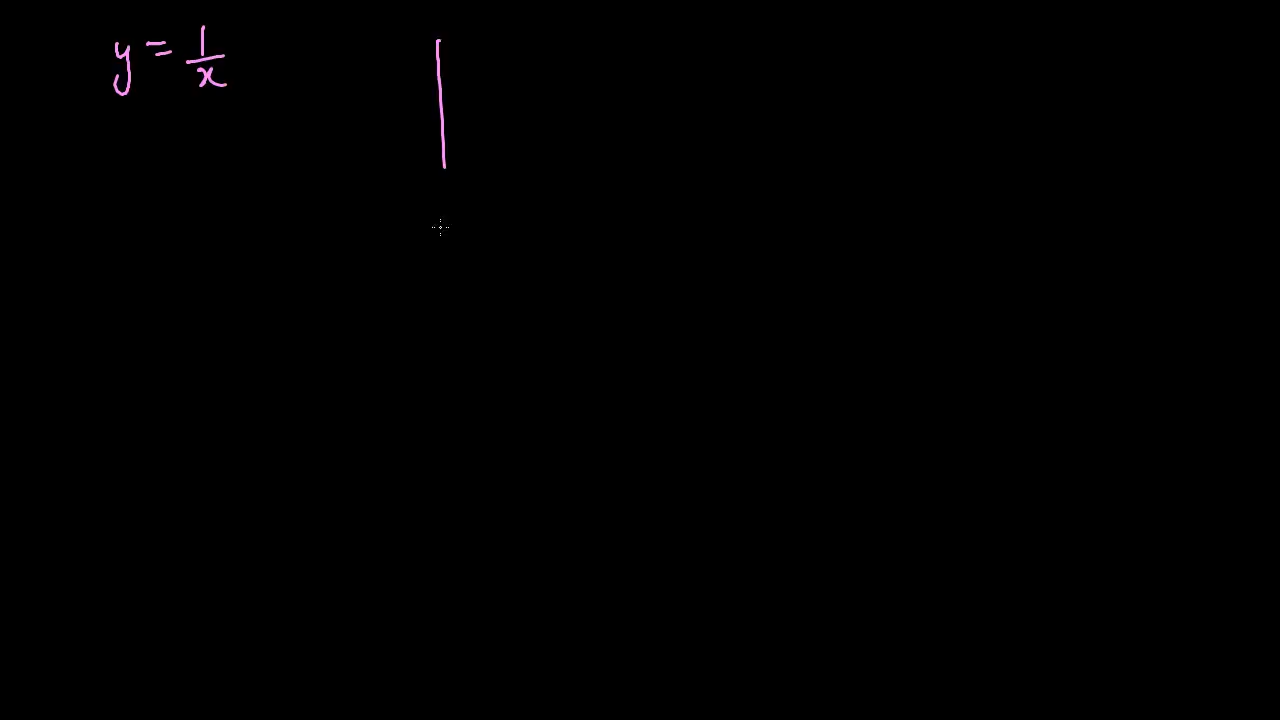 y = 1/x